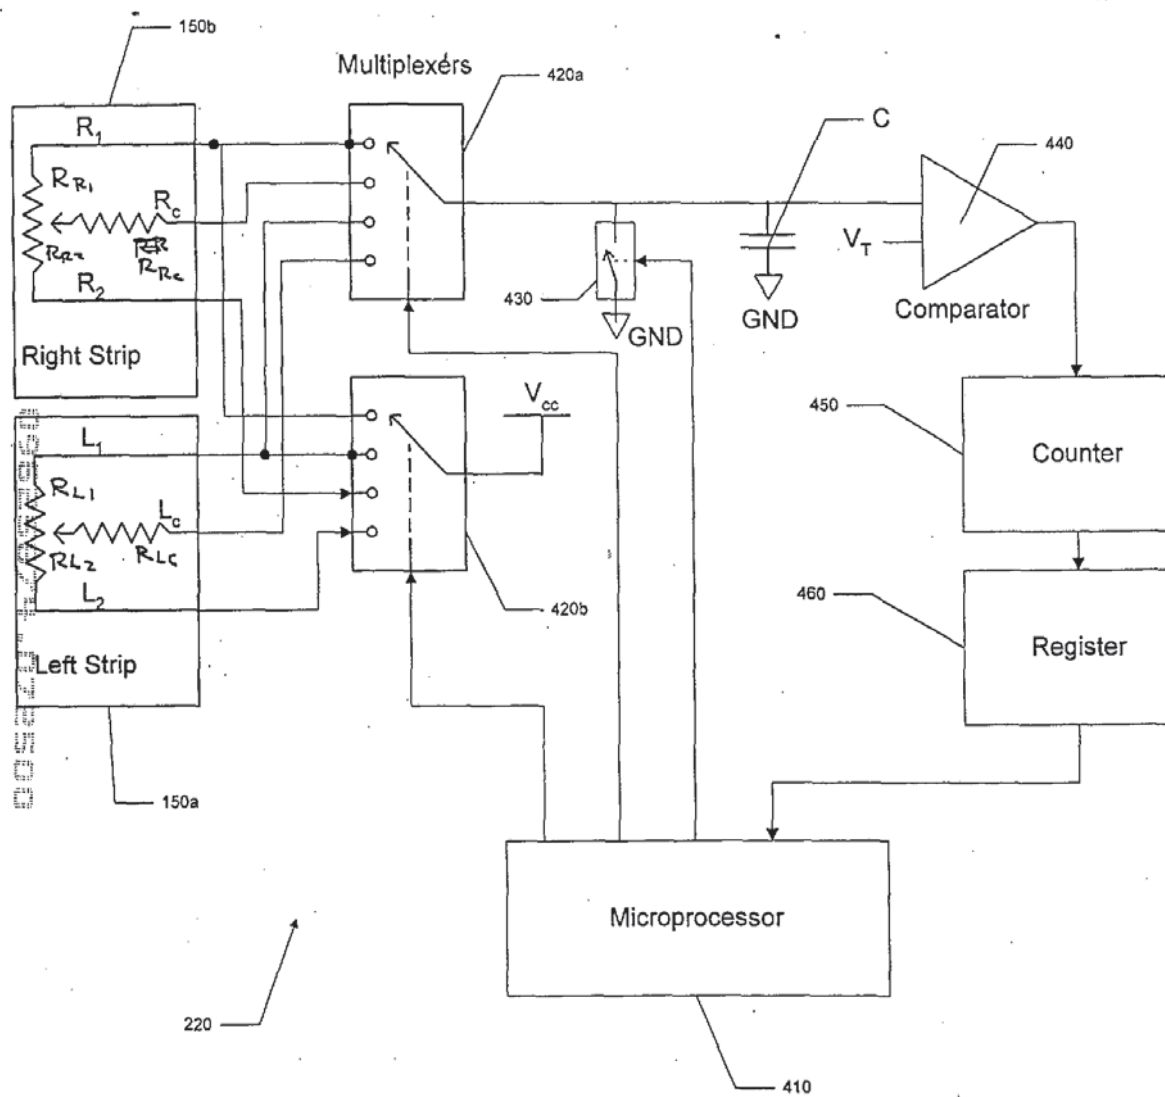 150b
Multiplexérs
420a
R1
C
440
RR1
Rc
VT
RR2
RRc
430
R2
GND
GND
Comparator
Right Strip
Vcc
450
Counter
L1
RL1
Lc
RL2
RLc
L2
420b
460
Register
Left Strip
150a
Microprocessor
220
410